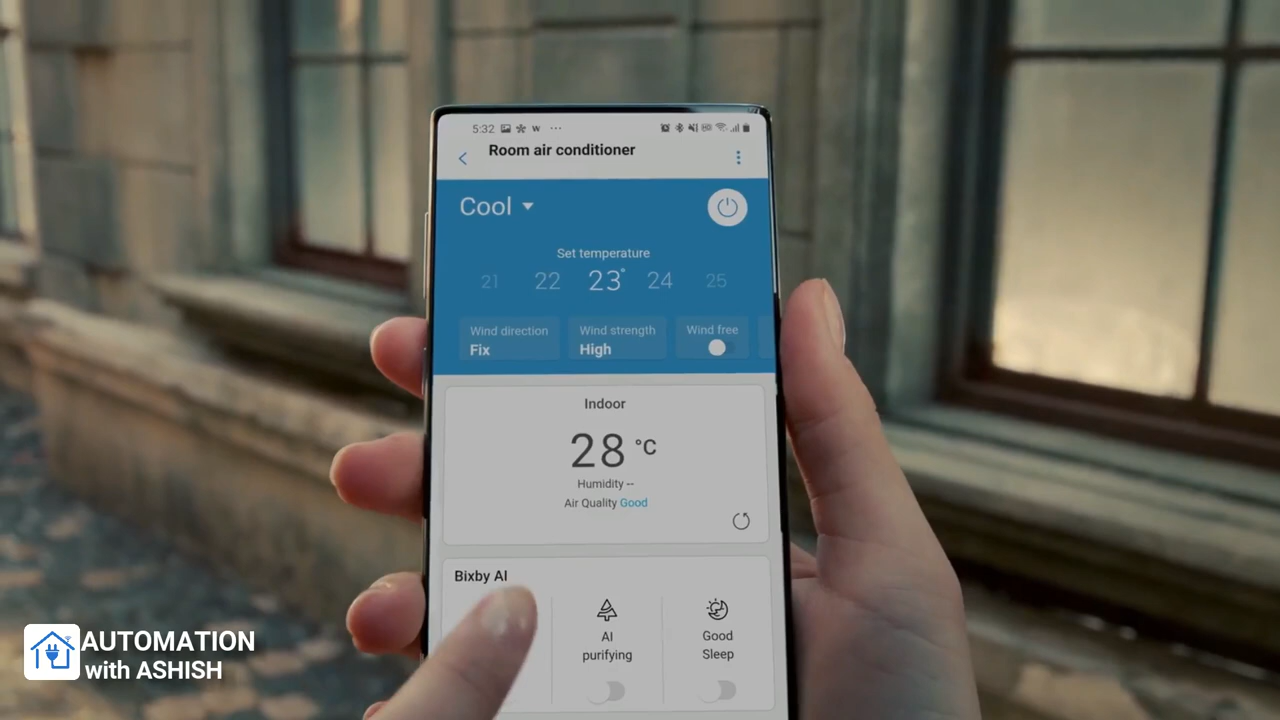 5:32 W ...
Room air conditioner
Cool
Set temperature
21 22 23° 24 25
Wind direction
Fix
Wind strength
High
Wind free
Indoor
28 °C
Humidity --
Air Quality Good
Bixby AI
AI
purifying
Good
Sleep
AUTOMATION
with ASHISH